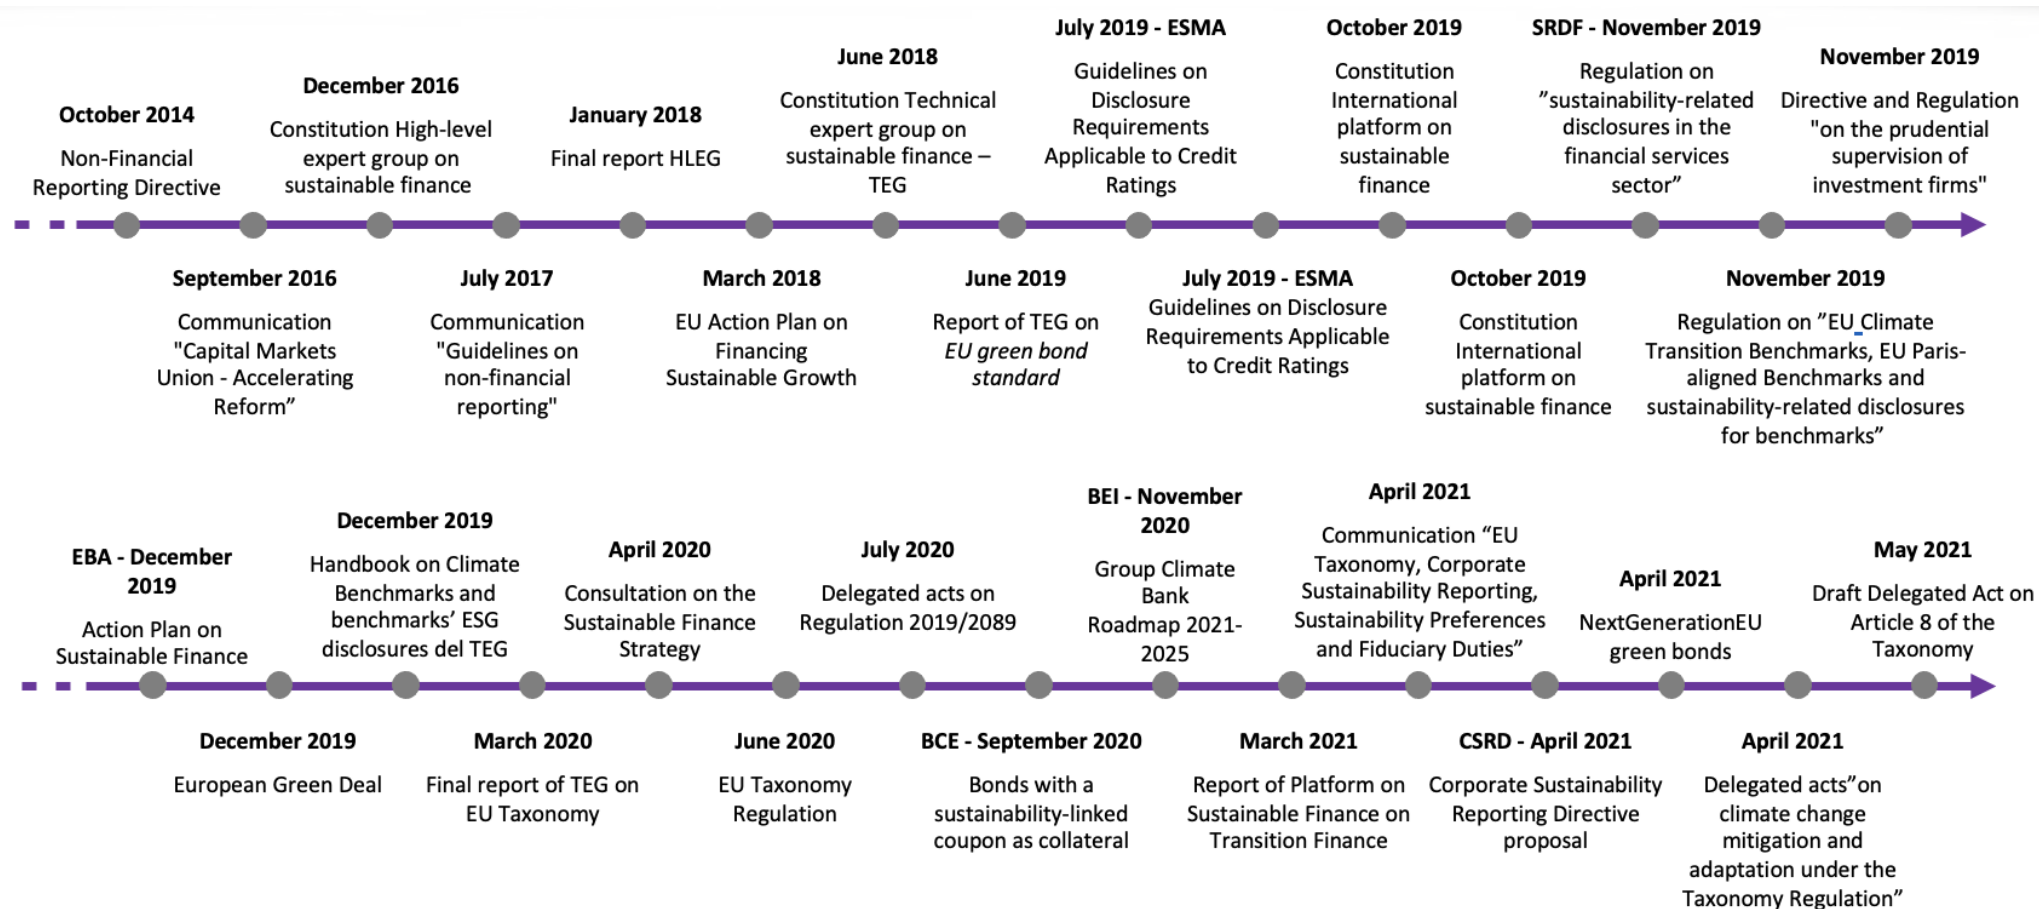 October 2014
Non-Financial
Reporting Directive
September 2016
Communication
"Capital Markets
Union - Accelerating
Reform”
December 2016
Constitution High-level
expert group on
sustainable finance
July 2017
Communication
"Guidelines on
non-financial
reporting"
January 2018
Final report HLEG
March 2018
EU Action Plan on
Financing
Sustainable Growth
June 2018
Constitution Technical
expert group on
sustainable finance –
TEG
June 2019
Report of TEG on
EU green bond
standard
July 2019 - ESMA
Guidelines on
Disclosure
Requirements
Applicable to Credit
Ratings
July 2019 - ESMA
Guidelines on Disclosure
Requirements Applicable
to Credit Ratings
October 2019
Constitution
International
platform on
sustainable
finance
October 2019
Constitution
International
platform on
sustainable finance
SRDF - November 2019
Regulation on
”sustainability-related
disclosures in the
financial services
sector”
November 2019
Regulation on ”EU Climate
Transition Benchmarks, EU Paris-
aligned Benchmarks and
sustainability-related disclosures
for benchmarks”
November 2019
Directive and Regulation
"on the prudential
supervision of
investment firms"
EBA - December
2019
Action Plan on
Sustainable Finance
December 2019
European Green Deal
December 2019
Handbook on Climate
Benchmarks and
benchmarks’ ESG
disclosures del TEG
March 2020
Final report of TEG on
EU Taxonomy
April 2020
Consultation on the
Sustainable Finance
Strategy
June 2020
EU Taxonomy
Regulation
July 2020
Delegated acts on
Regulation 2019/2089
BCE - September 2020
Bonds with a
sustainability-linked
coupon as collateral
BEI - November
2020
Group Climate
Bank
Roadmap 2021-
2025
March 2021
Report of Platform on
Sustainable Finance on
Transition Finance
April 2021
Communication “EU
Taxonomy, Corporate
Sustainability Reporting,
Sustainability Preferences
and Fiduciary Duties”
CSRD - April 2021
Corporate Sustainability
Reporting Directive
proposal
April 2021
NextGenerationEU
green bonds
April 2021
Delegated acts”on
climate change
mitigation and
adaptation under the
Taxonomy Regulation”
May 2021
Draft Delegated Act on
Article 8 of the
Taxonomy